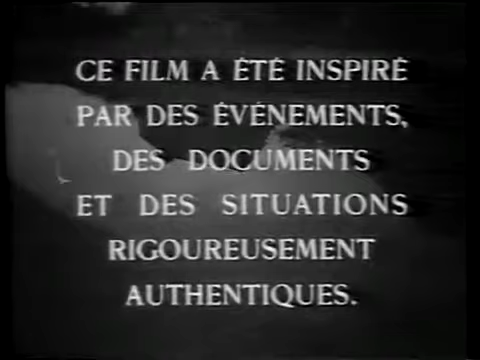 CE FILM A ÉTÉ INSPIRÉ
PAR DES ÉVÉNEMENTS,
DES DOCUMENTS
ET DES SITUATIONS
RIGOUREUSEMENT
AUTHENTIQUES.